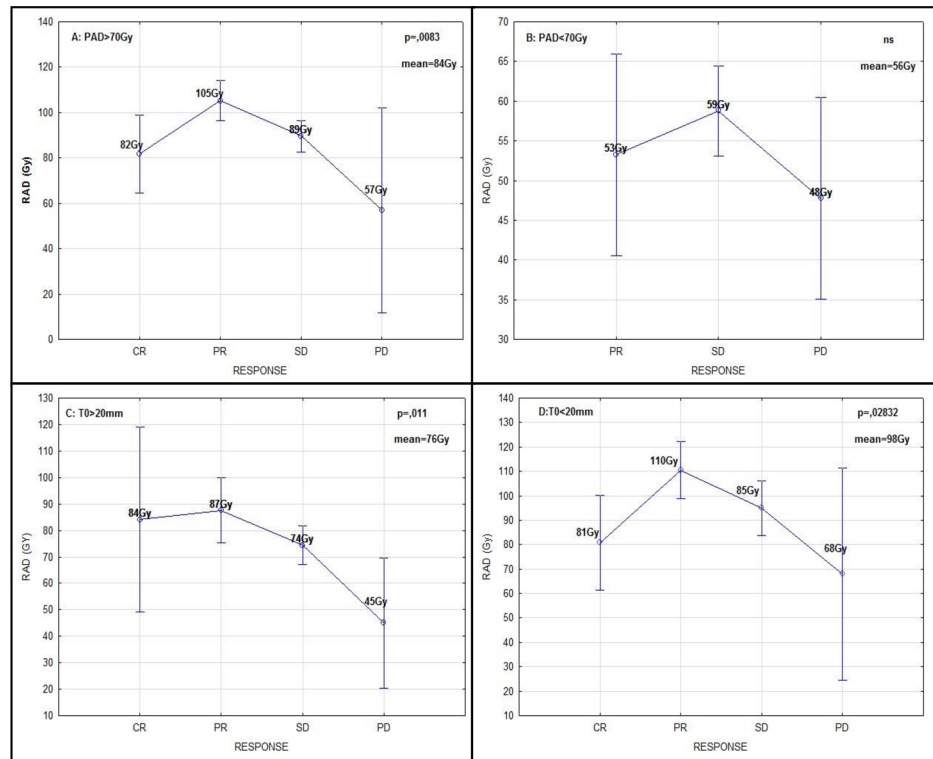 A: PAD>70Gy
p=,0083
mean=84Gy
RAD (Gy)
140
120
100
80
60
40
20
0
82Gy
105Gy
89Gy
57Gy
CR
PR
SD
PD
RESPONSE
B: PAD<70Gy
ns
mean=56Gy
RAD (Gy)
70
65
60
55
50
45
40
35
30
53Gy
59Gy
48Gy
PR
SD
PD
RESPONSE
C: T0>20mm
p=,011
mean=76Gy
RAD (GY)
130
120
110
100
90
80
70
60
50
40
30
20
10
84Gy
87Gy
74Gy
45Gy
CR
PR
SD
PD
RESPONSE
D:T0<20mm
p=,02832
mean=98Gy
RAD (Gy)
140
130
120
110
100
90
80
70
60
50
40
30
20
10
81Gy
110Gy
85Gy
68Gy
CR
PR
SD
PD
RESPONSE